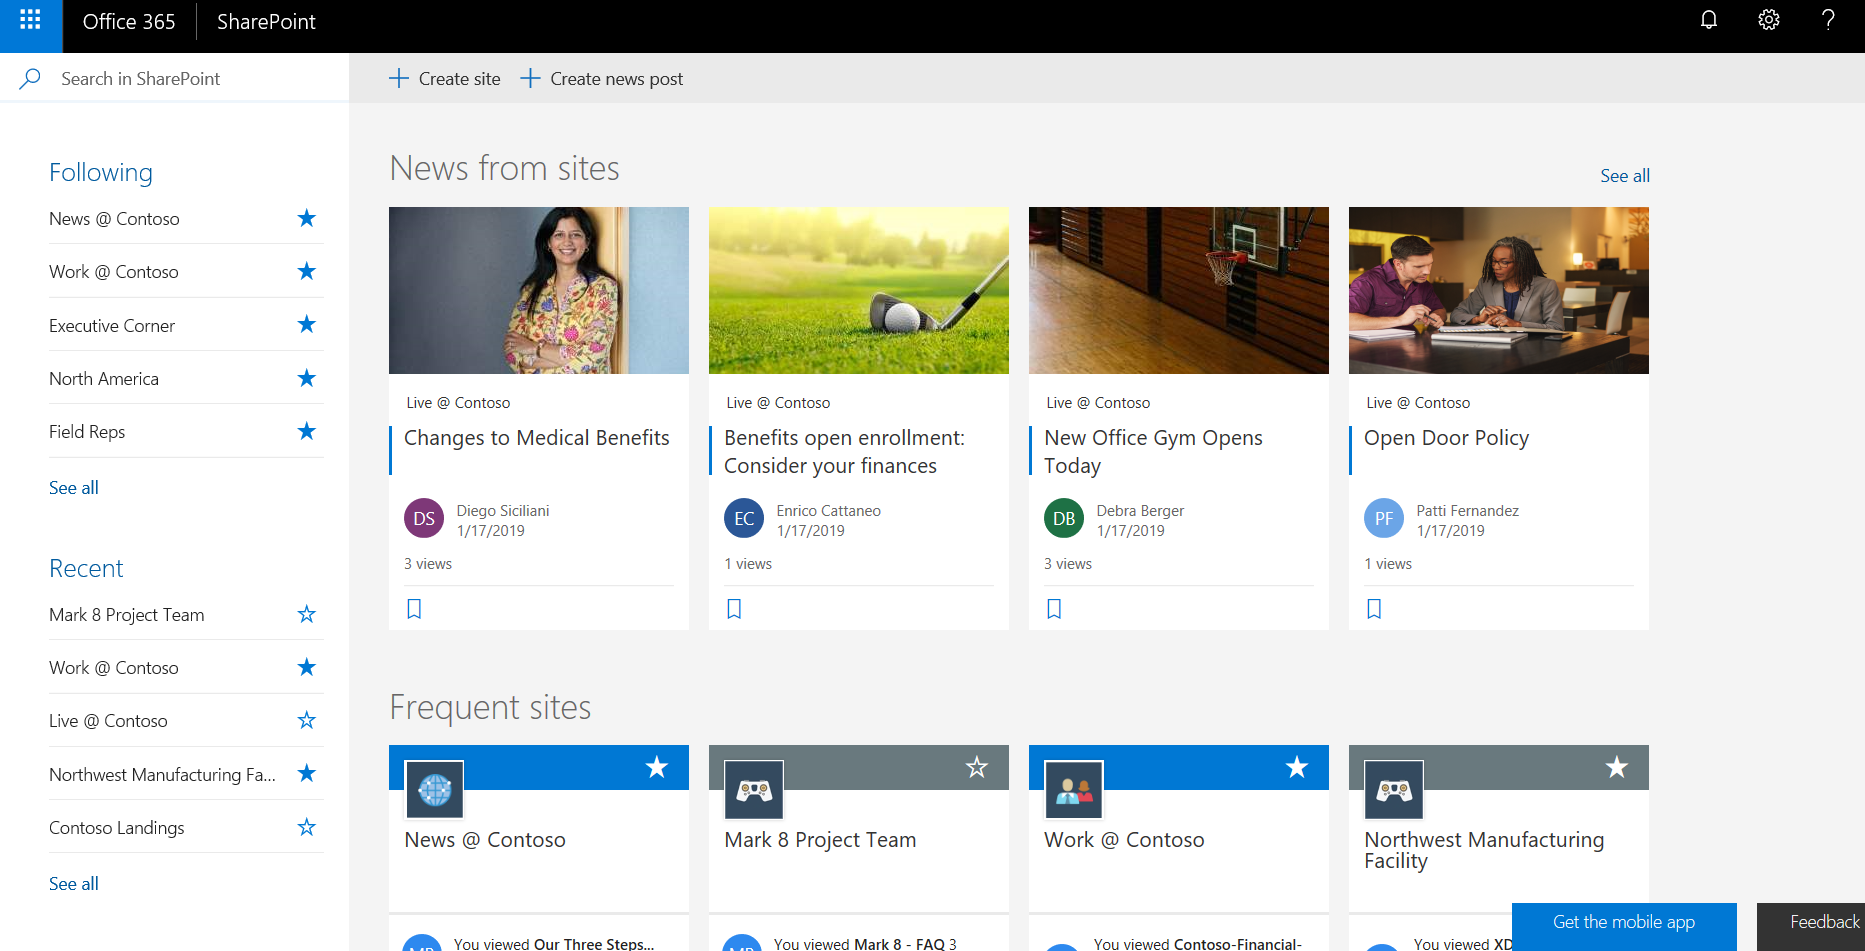 Office 365
SharePoint
Search in SharePoint
Create site
Create news post
Following
News @ Contoso
Work @ Contoso
Executive Corner
North America
Field Reps
See all
Recent
Mark 8 Project Team
Work @ Contoso
Live @ Contoso
Northwest Manufacturing Fa...
Contoso Landings
See all
News from sites
See all
Live @ Contoso
Changes to Medical Benefits
DS
Diego Siciliani
1/17/2019
3 views
Live @ Contoso
Benefits open enrollment:
Consider your finances
EC
Enrico Cattaneo
1/17/2019
1 views
Live @ Contoso
New Office Gym Opens
Today
DB
Debra Berger
1/17/2019
3 views
Live @ Contoso
Open Door Policy
PF
Patti Fernandez
1/17/2019
1 views
Frequent sites
News @ Contoso
You viewed Our Three Steps...
Mark 8 Project Team
You viewed Mark 8 - FAQ 3
Work @ Contoso
You viewed Contoso-Financial-
Northwest Manufacturing
Facility
You viewed XD
Get the mobile app
Feedback